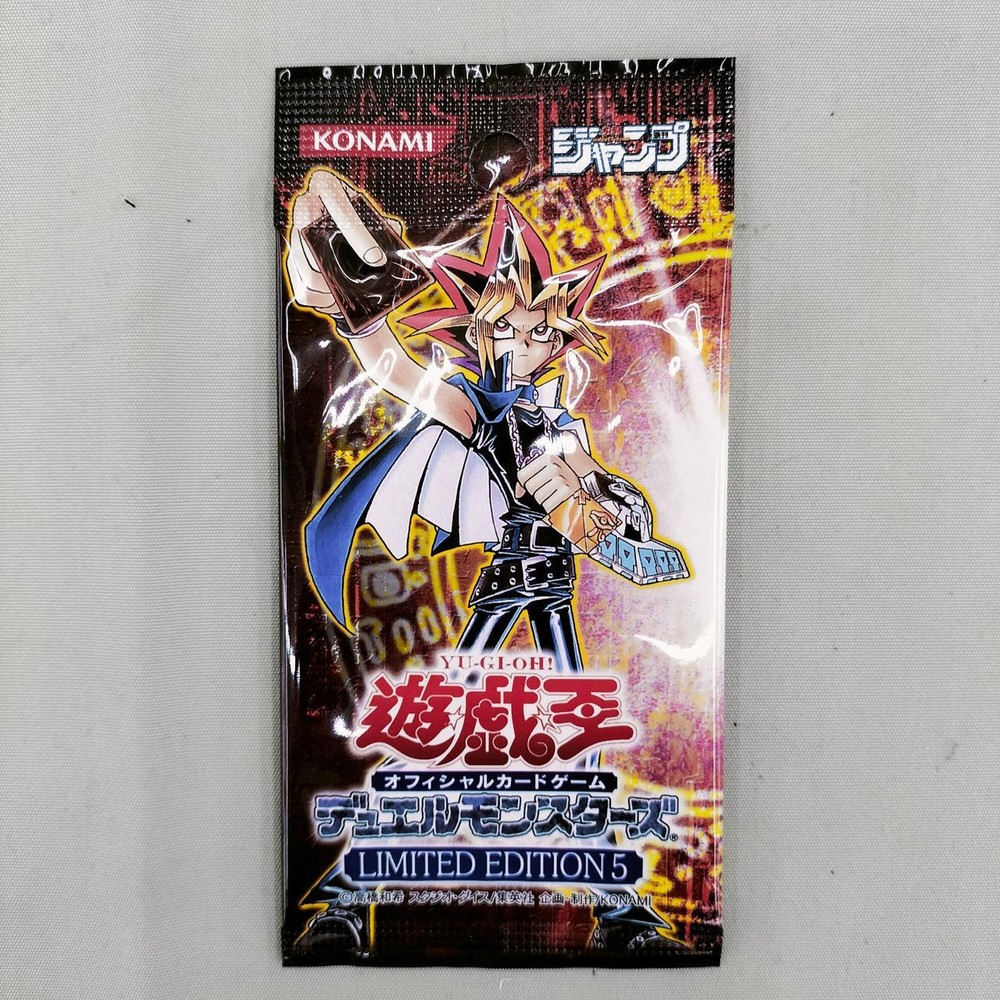 KONAMI
ジャンプ
YU-GI-OH!
遊戯王
オフィシャルカードゲーム
デュエルモンスターズ®
LIMITED EDITION 5
©高橋和希 スタジオ・ダイス/集英社 企画・制作/KONAMI